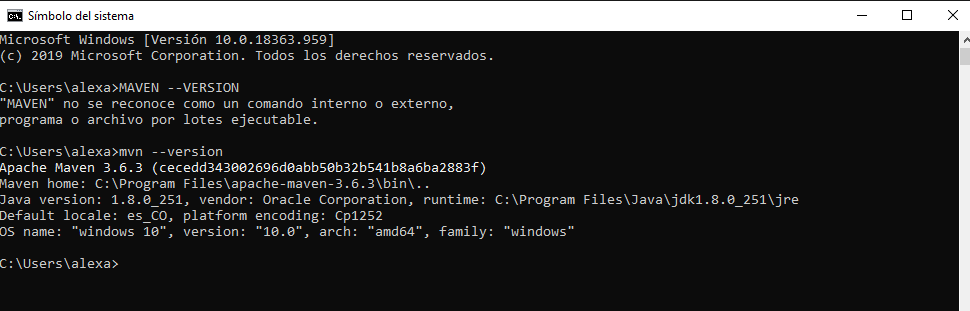 Símbolo del sistema
Microsoft Windows [Versión 10.0.18363.959]
(c) 2019 Microsoft Corporation. Todos los derechos reservados.
C:\Users\alexa>MAVEN --VERSION
"MAVEN" no se reconoce como un comando interno o externo,
programa o archivo por lotes ejecutable.
C:\Users\alexa>mvn --version
Apache Maven 3.6.3 (cecedd343002696d0abb50b32b541b8a6ba2883f)
Maven home: C:\Program Files\apache-maven-3.6.3\bin\..
Java version: 1.8.0_251, vendor: Oracle Corporation, runtime: C:\Program Files\Java\jdk1.8.0_251\jre
Default locale: es_CO, platform encoding: Cp1252
OS name: "windows 10", version: "10.0", arch: "amd64", family: "windows"
C:\Users\alexa>